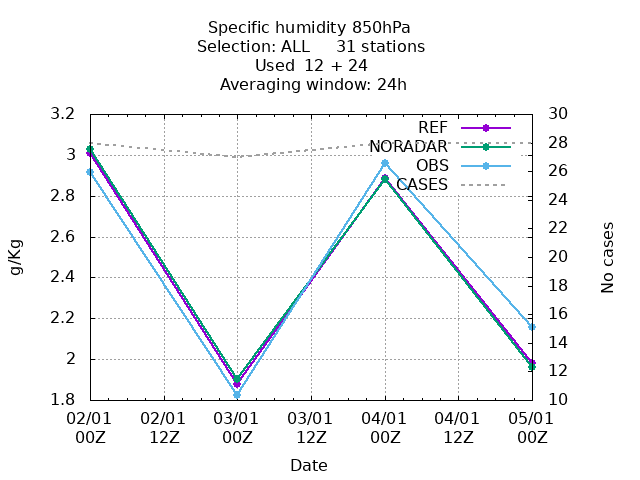 Specific humidity 850hPa
Selection: ALL 31 stations
Used 12 + 24
Averaging window: 24h
3.2
3
2.8
2.6
2.4
2.2
2
1.8
g/Kg
REF
NORADAR
OBS
CASES
30
28
26
24
22
20
18
16
14
12
10
No cases
02/01 02/01 03/01 03/01 04/01 04/01 05/01
00Z 12Z 00Z 12Z 00Z 12Z 00Z
Date